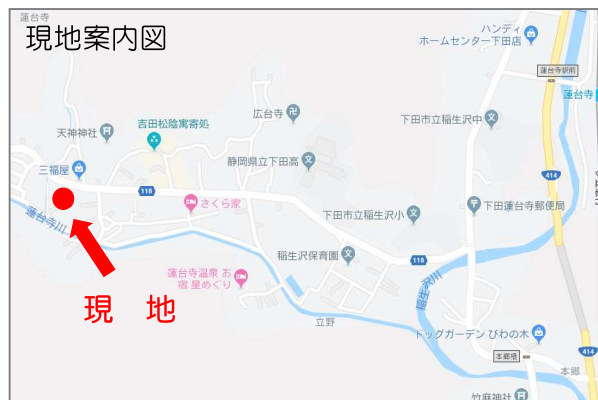 蓮台寺
現地案内図
ハンディ
ホームセンター下田店
蓮台寺駅前
蓮台寺
広台寺
吉田松陰寓寄処
天神神社
下田市立稲生沢中
三福屋
静岡県立下田高
414
118
さくら家
下田市立稲生沢小
下田蓮台寺郵便局
蓮台寺川
稲生沢保育園
118
蓮台寺温泉 お
宿 星めぐり
稲生沢川
現 地
立野
ドッグガーデン びわの木
本郷橋
414
本郷
竹麻神社